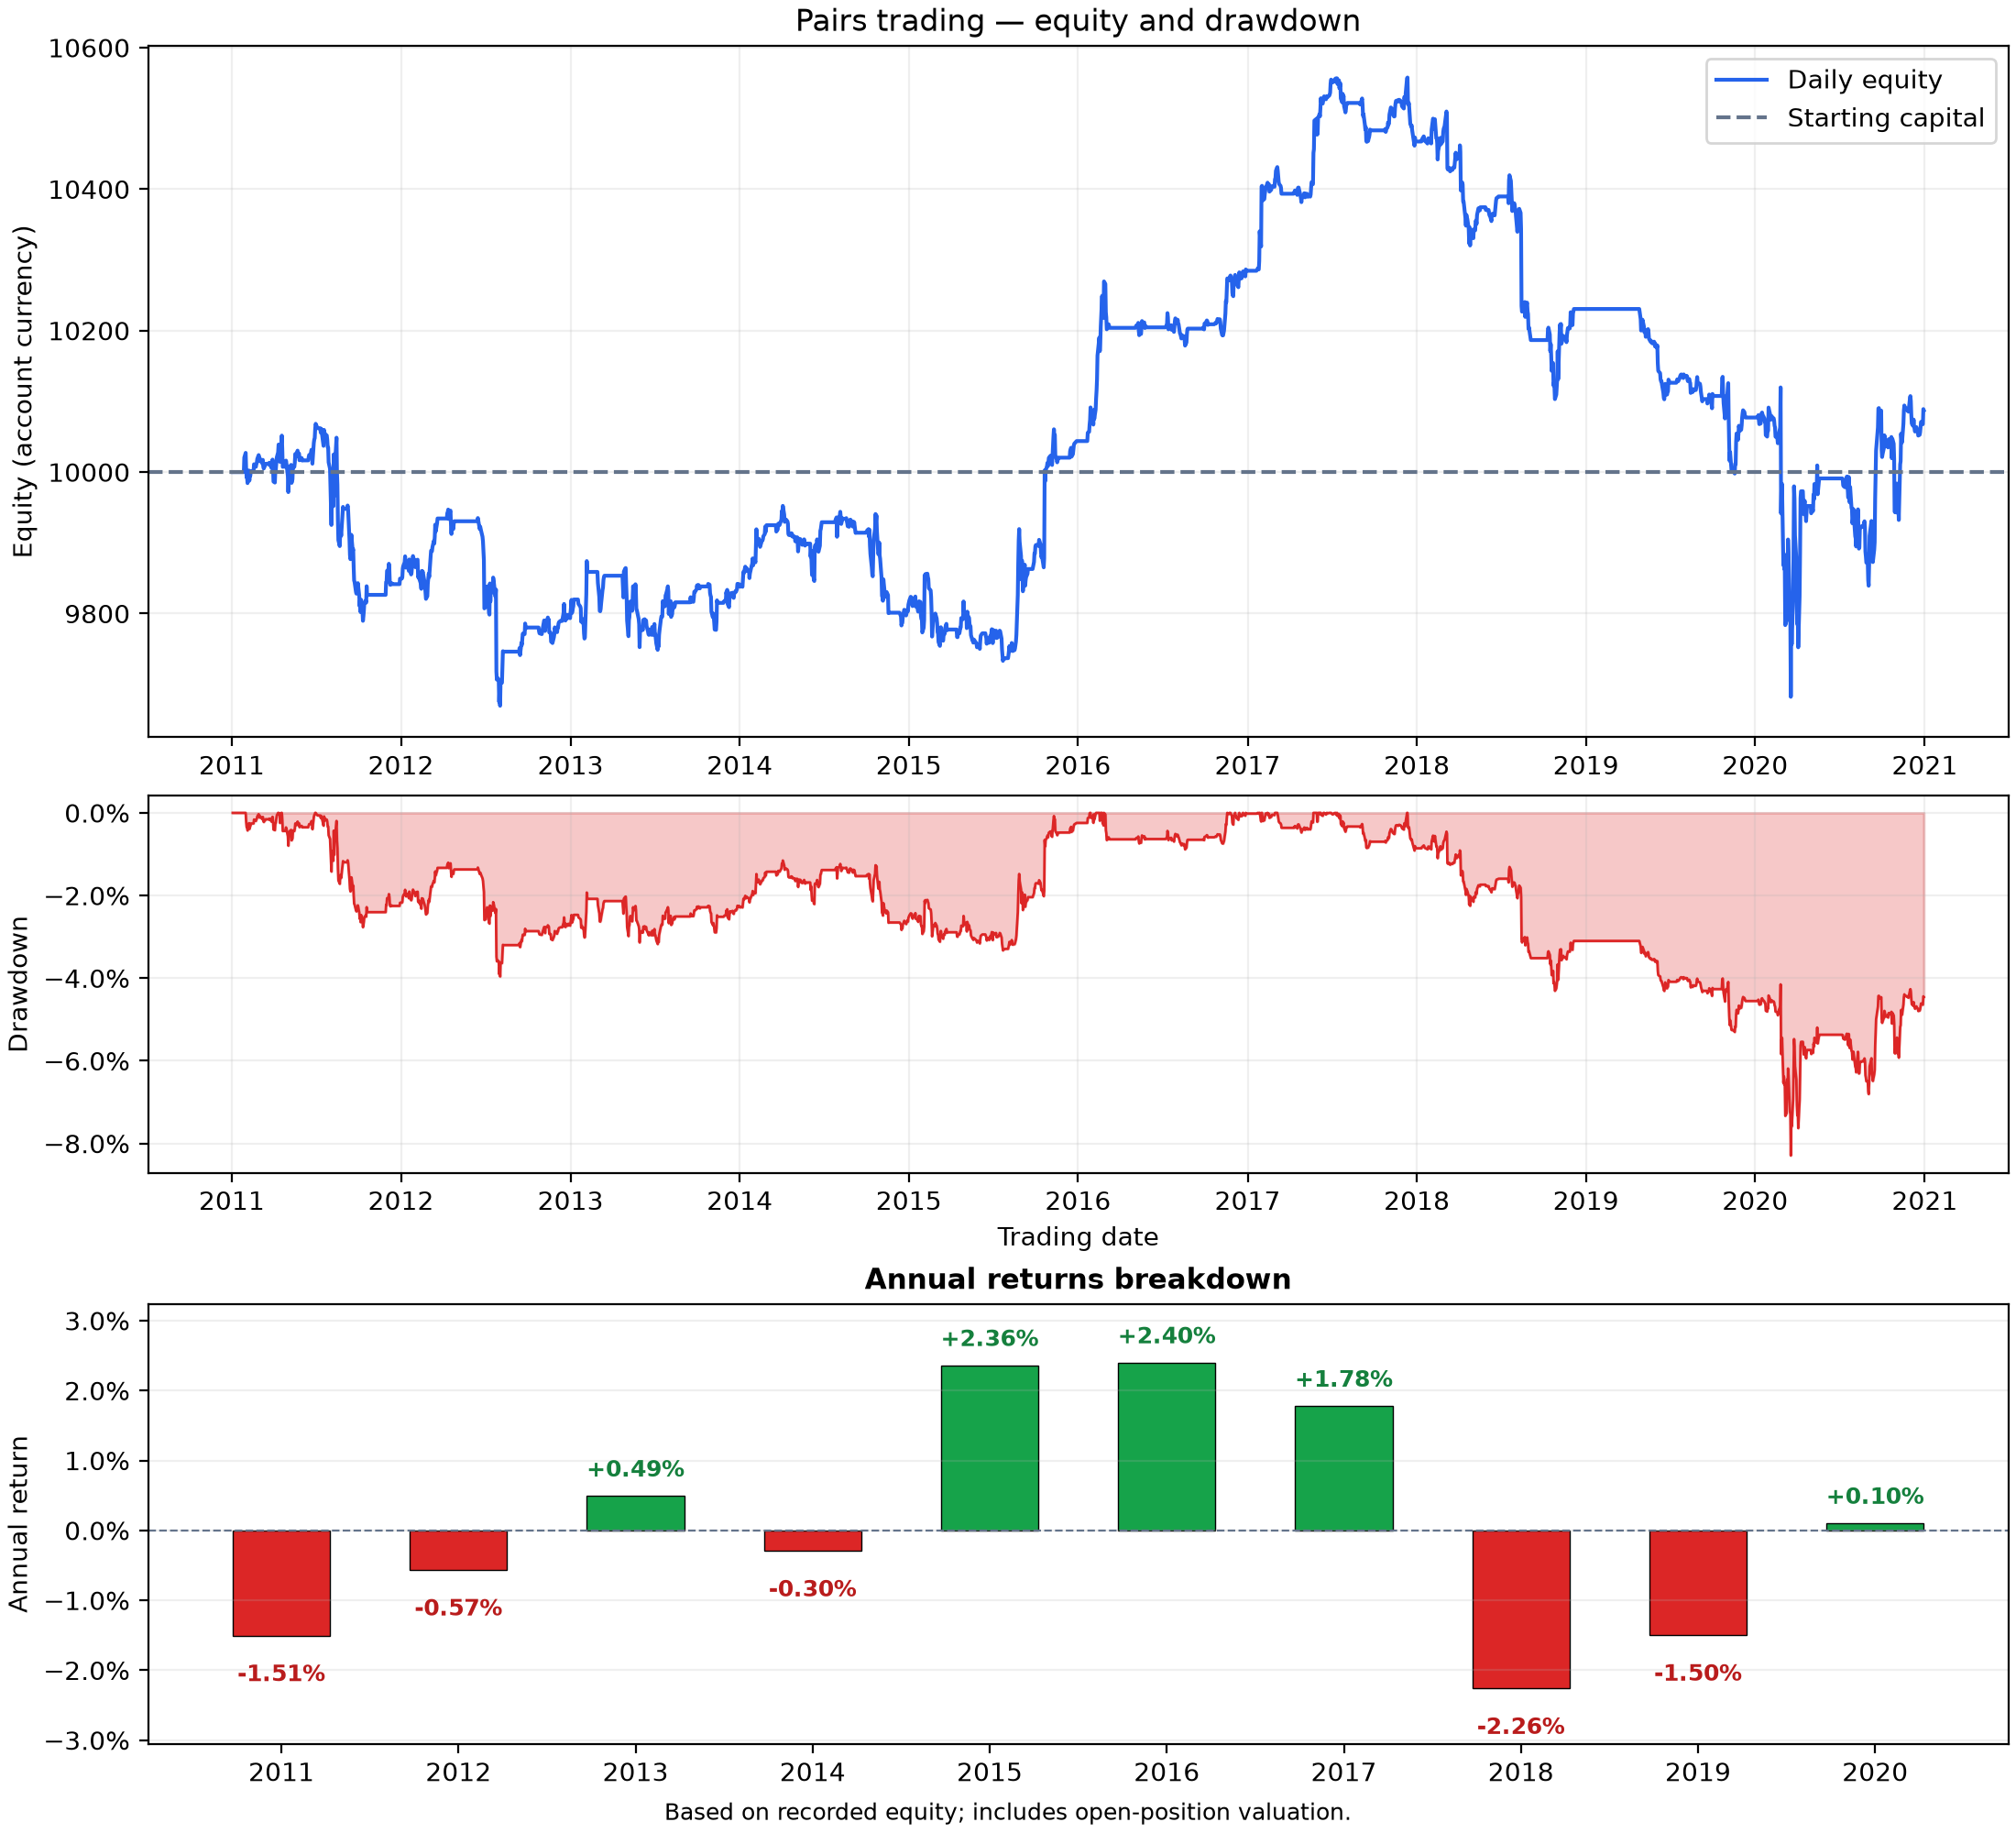 Pairs trading — equity and drawdown
Equity (account currency)
10600
10400
10200
10000
9800
Daily equity
Starting capital
2011 2012 2013 2014 2015 2016 2017 2018 2019 2020 2021
Drawdown
0.0%
−2.0%
−4.0%
−6.0%
−8.0%
2011 2012 2013 2014 2015 2016 2017 2018 2019 2020 2021
Trading date
Annual returns breakdown
Annual return
3.0%
2.0%
1.0%
0.0%
−1.0%
−2.0%
−3.0%
-1.51%
-0.57%
+0.49%
-0.30%
+2.36%
+2.40%
+1.78%
-2.26%
-1.50%
+0.10%
2011 2012 2013 2014 2015 2016 2017 2018 2019 2020
Based on recorded equity; includes open-position valuation.